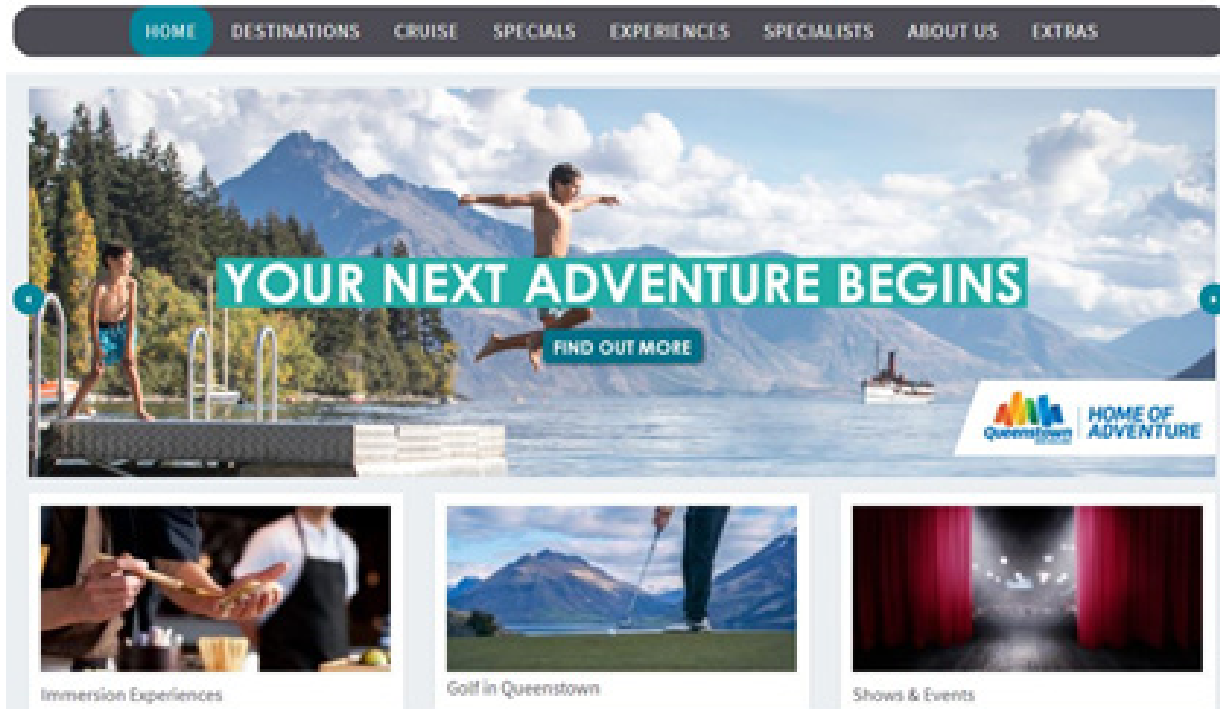 HOME DESTINATIONS CRUISE SPECIALS EXPERIENCES SPECIALISTS ABOUT US EXTRAS
YOUR NEXT ADVENTURE BEGINS
FIND OUT MORE
Queenstown
HOME OF
ADVENTURE
Immersion Experiences
Golf in Queenstown
Shows & Events